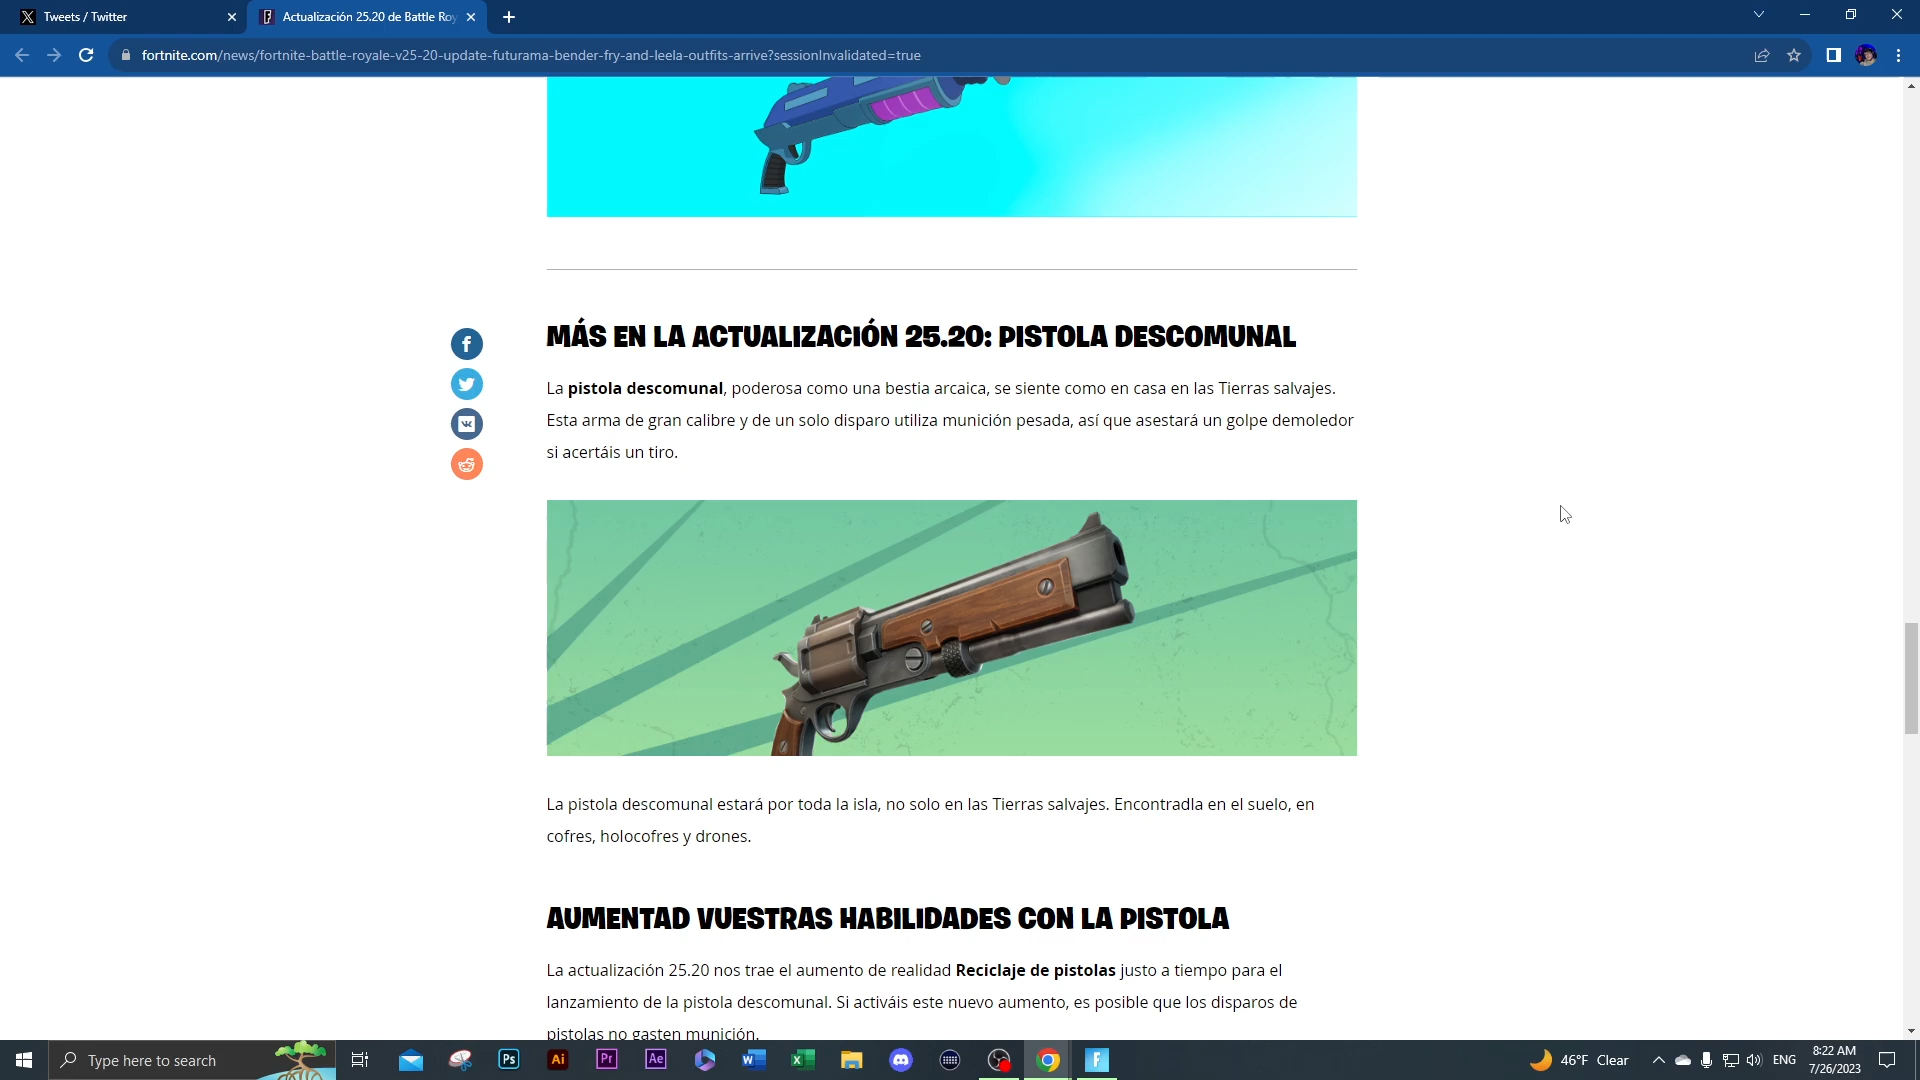 Tweets / Twitter
Actualización 25.20 de Battle Roy
fortnite.com/news/fortnite-battle-royale-v25-20-update-futurama-bender-fry-and-leela-outfits-arrive?sessionInvalidated=true
MÁS EN LA ACTUALIZACIÓN 25.20: PISTOLA DESCOMUNAL
La pistola descomunal, poderosa como una bestia arcaica, se siente como en casa en las Tierras salvajes.
Esta arma de gran calibre y de un solo disparo utiliza munición pesada, así que asestará un golpe demoledor
si acertáis un tiro.
La pistola descomunal estará por toda la isla, no solo en las Tierras salvajes. Encontradla en el suelo, en
cofres, holocofres y drones.
AUMENTAD VUESTRAS HABILIDADES CON LA PISTOLA
La actualización 25.20 nos trae el aumento de realidad Reciclaje de pistolas justo a tiempo para el
lanzamiento de la pistola descomunal. Si activáis este nuevo aumento, es posible que los disparos de
pistolas no gasten munición.
Type here to search
Ps
Ai
Pr
Ae
46°F Clear
ENG
8:22 AM
7/26/2023